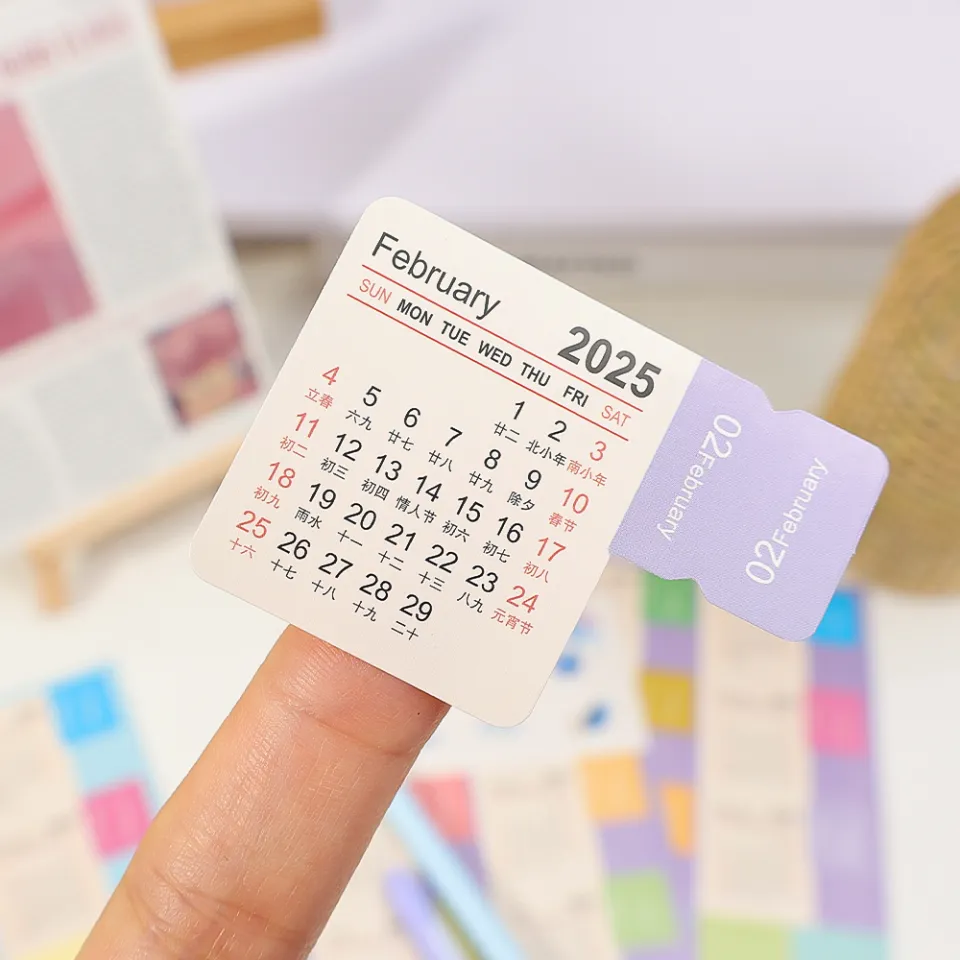 February
2025
SUN MON TUE WED THU FRI SAT
1 2 3
廿二 北小年 南小年
4 5 6 7 8 9 10
立春 六九 廿七 廿八 廿九 除夕 春节
11 12 13 14 15 16 17
初二 初三 初四 情人节 初六 初七 初八
18 19 20 21 22 23 24
初九 雨水 十一 十二 十三 八九 元宵节
25 26 27 28 29
十六 十七 十八 十九 二十
02February
02February